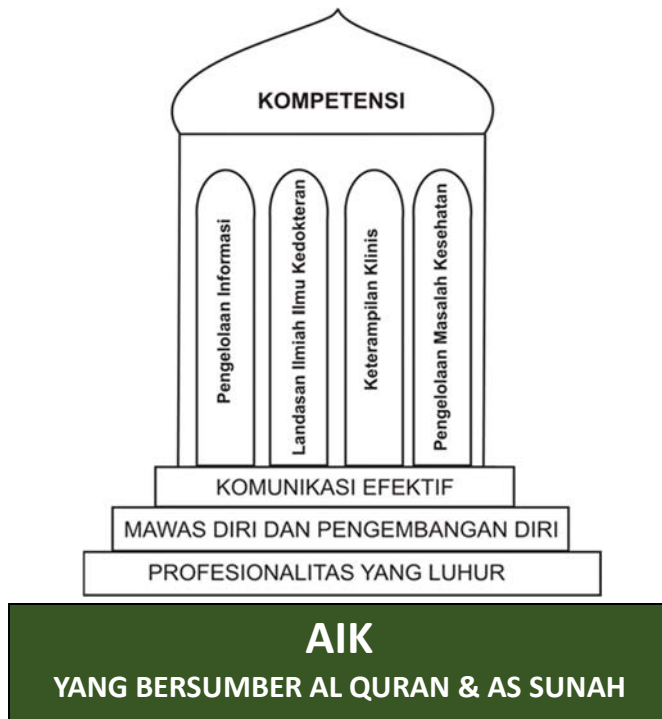 KOMPETENSI
Pengelolaan Informasi
Landasan Ilmiah Ilmu Kedokteran
Keterampilan Klinis
Pengelolaan Masalah Kesehatan
KOMUNIKASI EFEKTIF
MAWAS DIRI DAN PENGEMBANGAN DIRI
PROFESIONALITAS YANG LUHUR
AIK
YANG BERSUMBER AL QURAN & AS SUNAH